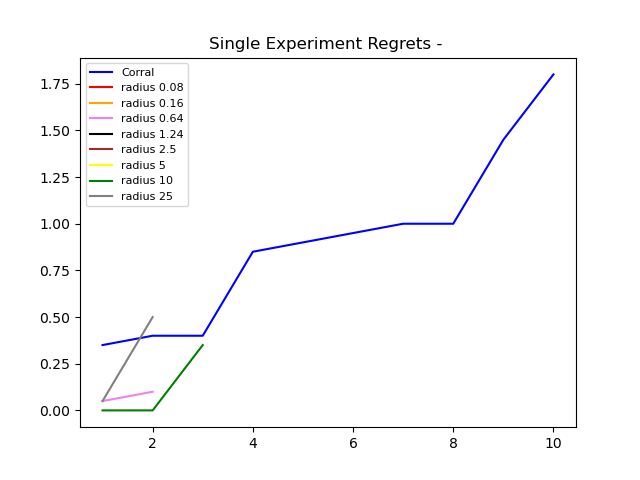 Single Experiment Regrets -
Corral
radius 0.08
radius 0.16
radius 0.64
radius 1.24
radius 2.5
radius 5
radius 10
radius 25
1.75
1.50
1.25
1.00
0.75
0.50
0.25
0.00
2 4 6 8 10